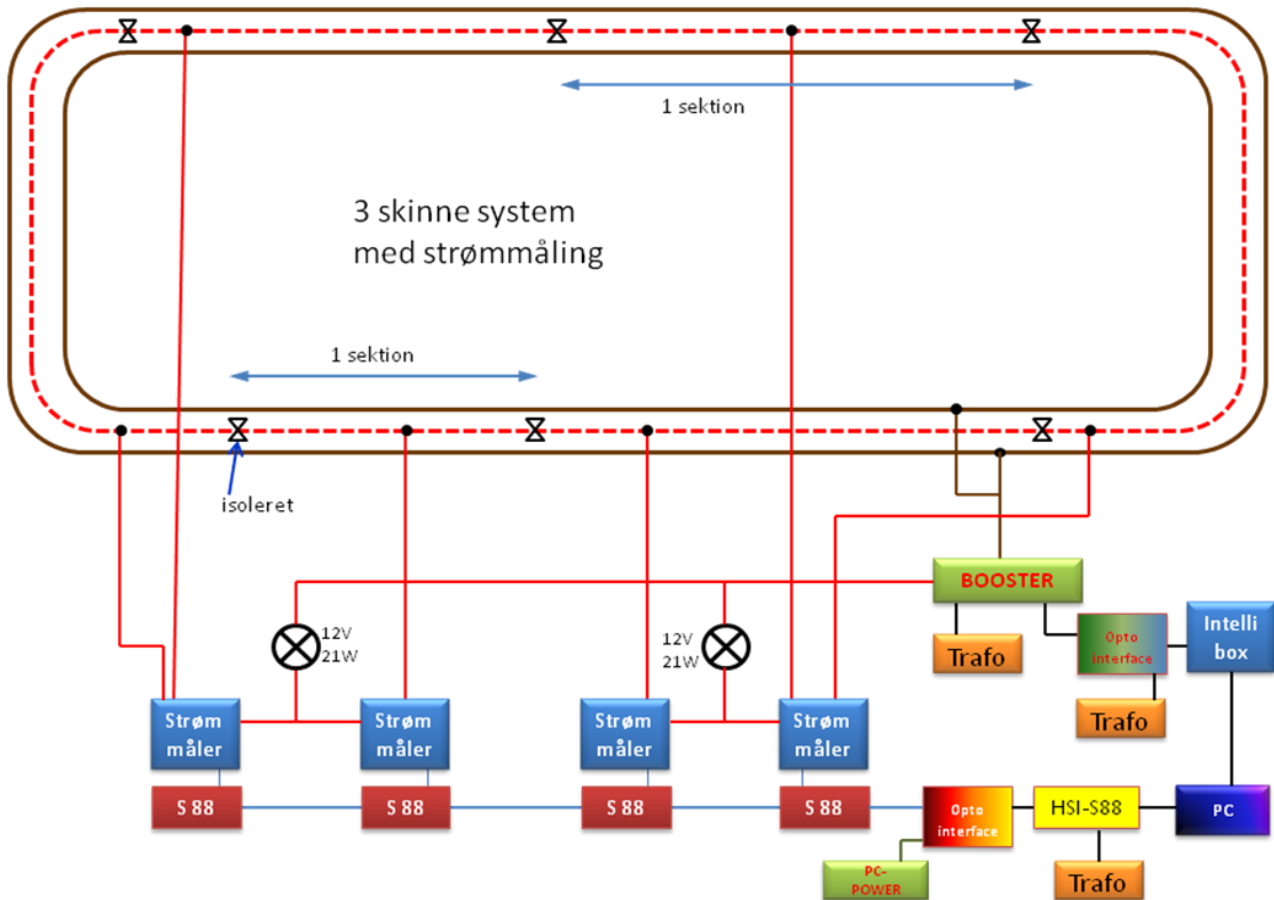 1 sektion
3 skinne system
med strømmåling
1 sektion
isoleret
BOOSTER
12V
21W
12V
21W
Trafo
Opto
interface
Intelli
box
Trafo
Strøm
måler
Strøm
måler
Strøm
måler
Strøm
måler
S 88
S 88
S 88
S 88
Opto
interface
HSI-S88
PC
PC-
POWER
Trafo